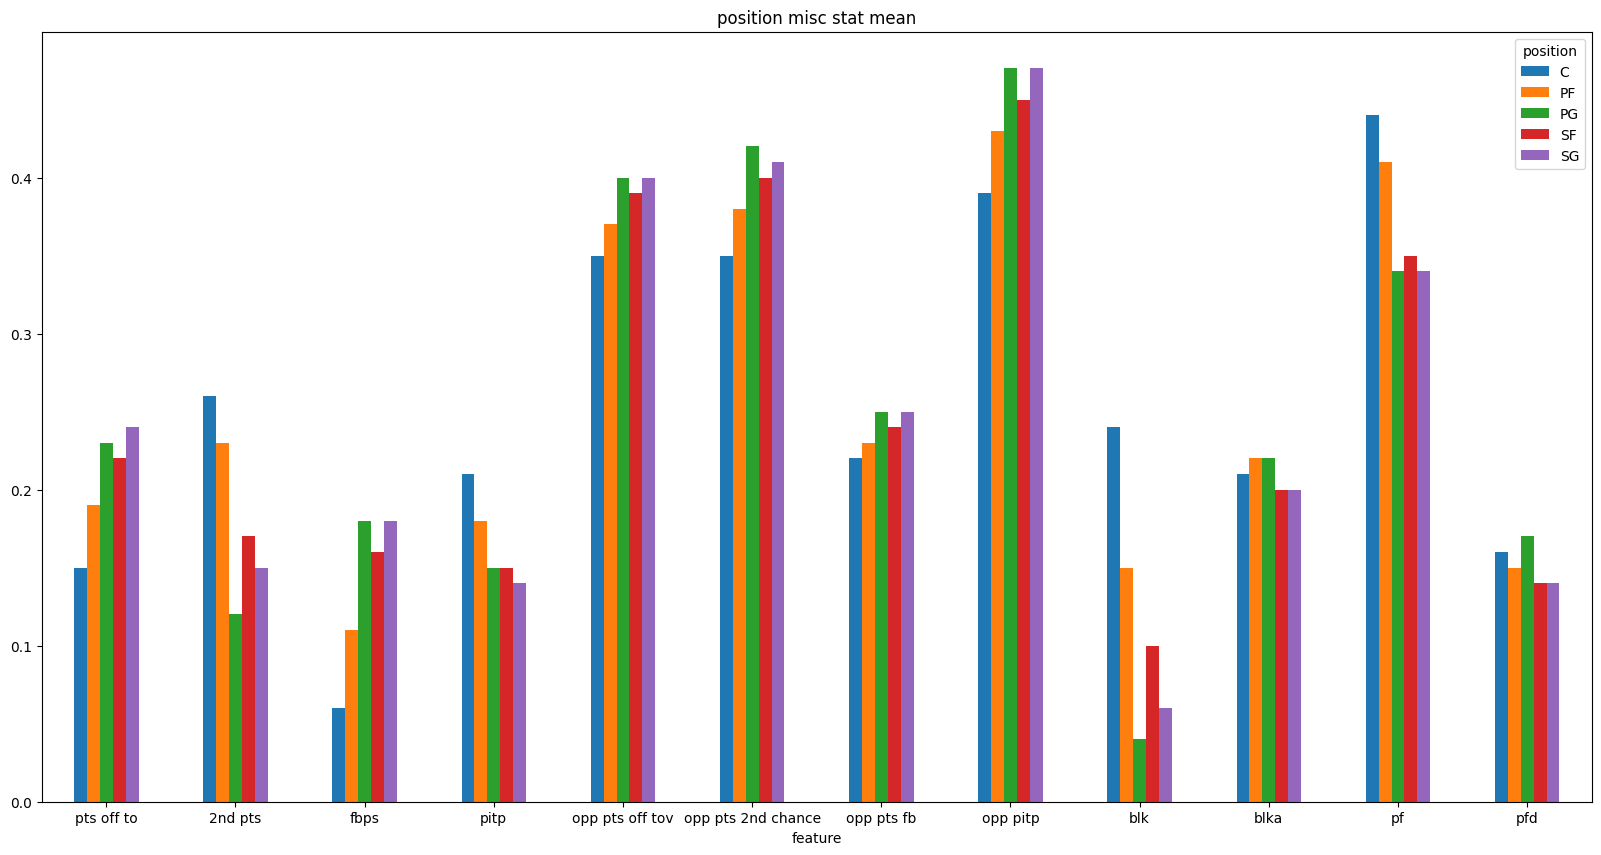 position misc stat mean
position
C
PF
PG
SF
SG
0.4
0.3
0.2
0.1
0.0
pts off to 2nd pts fbps pitp opp pts off tov opp pts 2nd chance opp pts fb opp pitp blk blka pf pfd
feature